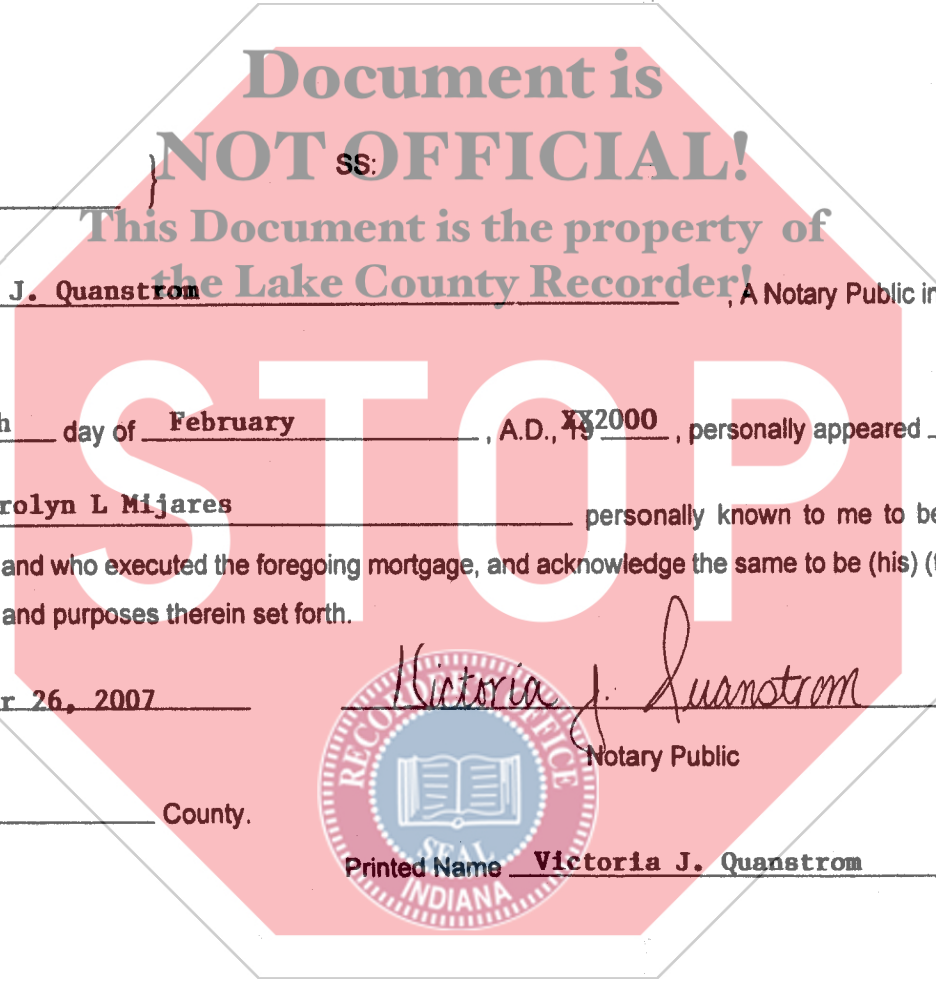 Document is
NOT OFFICIAL!
} SS:
This Document is the property of
the Lake County Recorder!
J. Quanstrom , A Notary Public in
h day of February , A.D., 19 XX2000 , personally appeared
STOP
rolyn L Mijares personally known to me to be
and who executed the foregoing mortgage, and acknowledge the same to be (his) (
and purposes therein set forth.
r 26, 2007 Victoria J. Quanstrom
Notary Public
County.
RECORDER'S OFFICE
SEAL
INDIANA
Printed Name Victoria J. Quanstrom